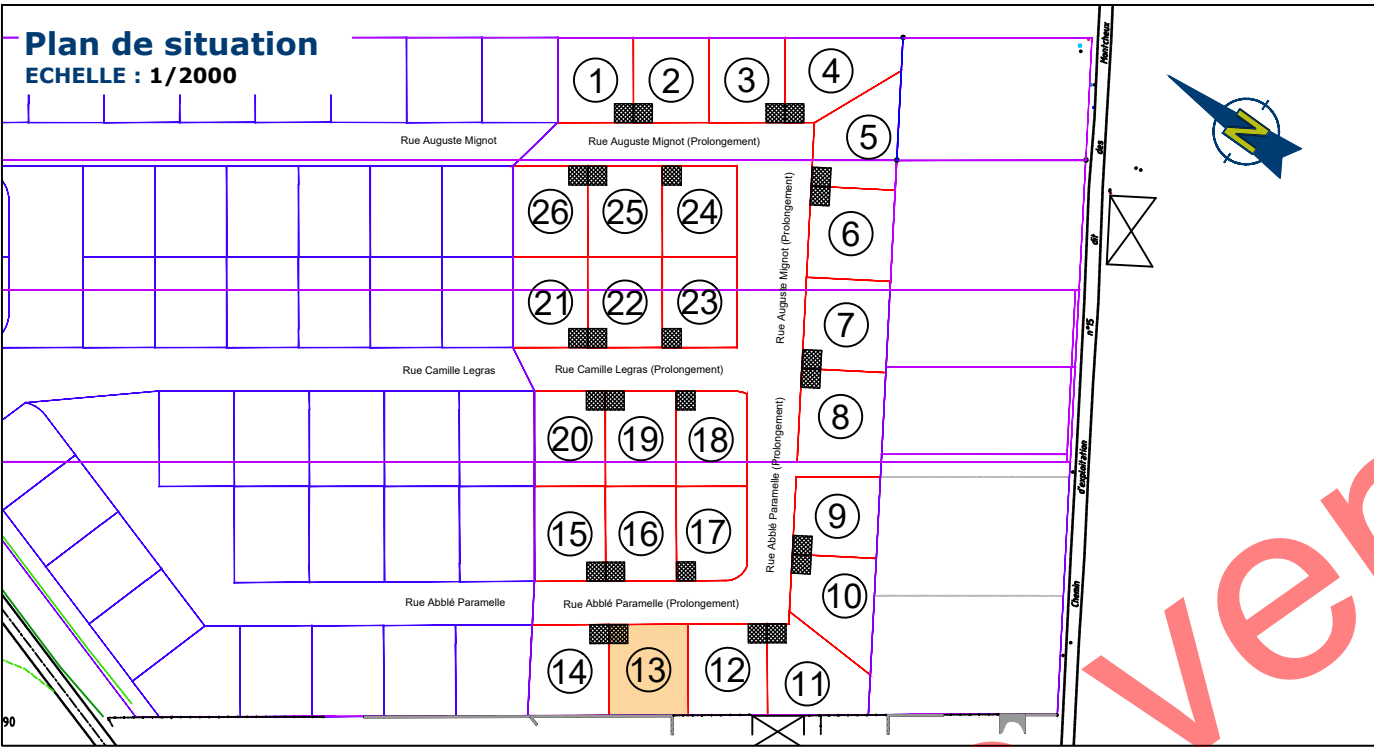 Plan de situation
ECHELLE : 1/2000
1
2
3
4
5
Rue Auguste Mignot
Rue Auguste Mignot (Prolongement)
26
25
24
Rue Auguste Mignot (Prolongement)
6
21
22
23
7
Rue Camille Legras
Rue Camille Legras (Prolongement)
20
19
18
8
Rue Abblé Paramelle (Prolongement)
15
16
17
9
10
Rue Abblé Paramelle
Rue Abblé Paramelle (Prolongement)
14
13
12
11
90
Chemin d'exploitation n°15 dit des Montcheux
N
ver